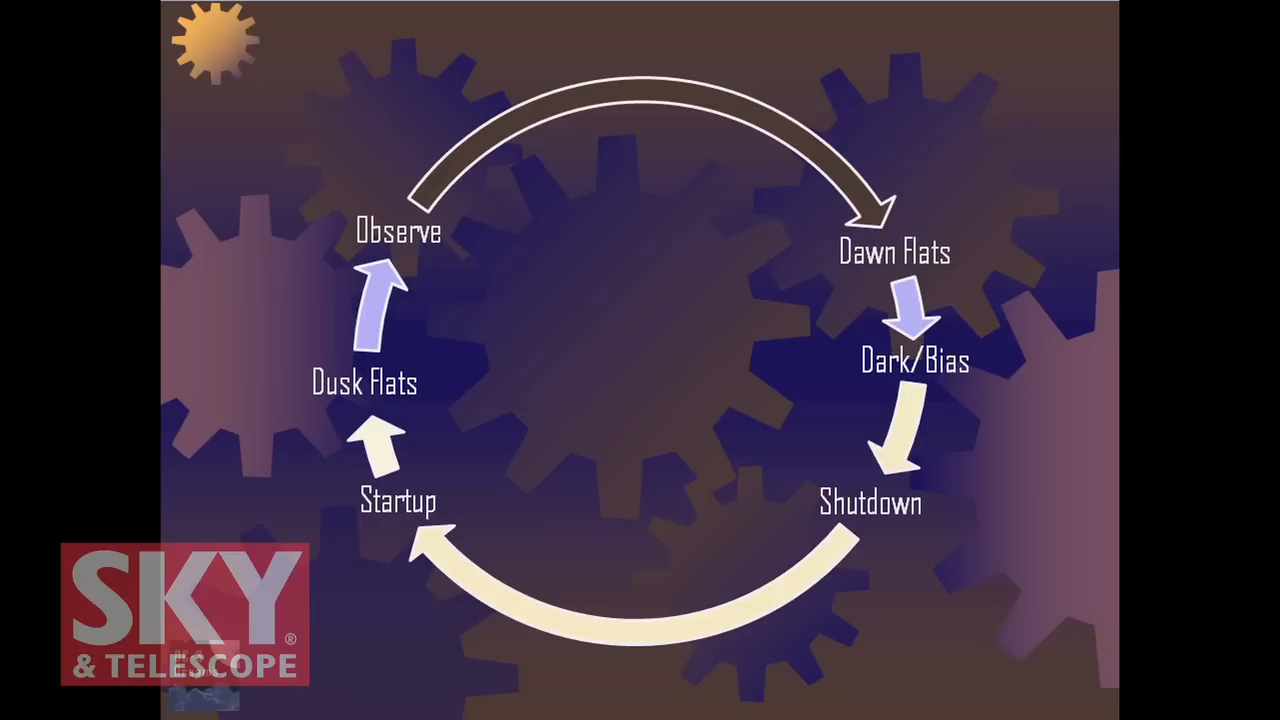 Observe
Dawn Flats
Dark/Bias
Dusk Flats
Startup
Shutdown
SKY®
& TELESCOPE